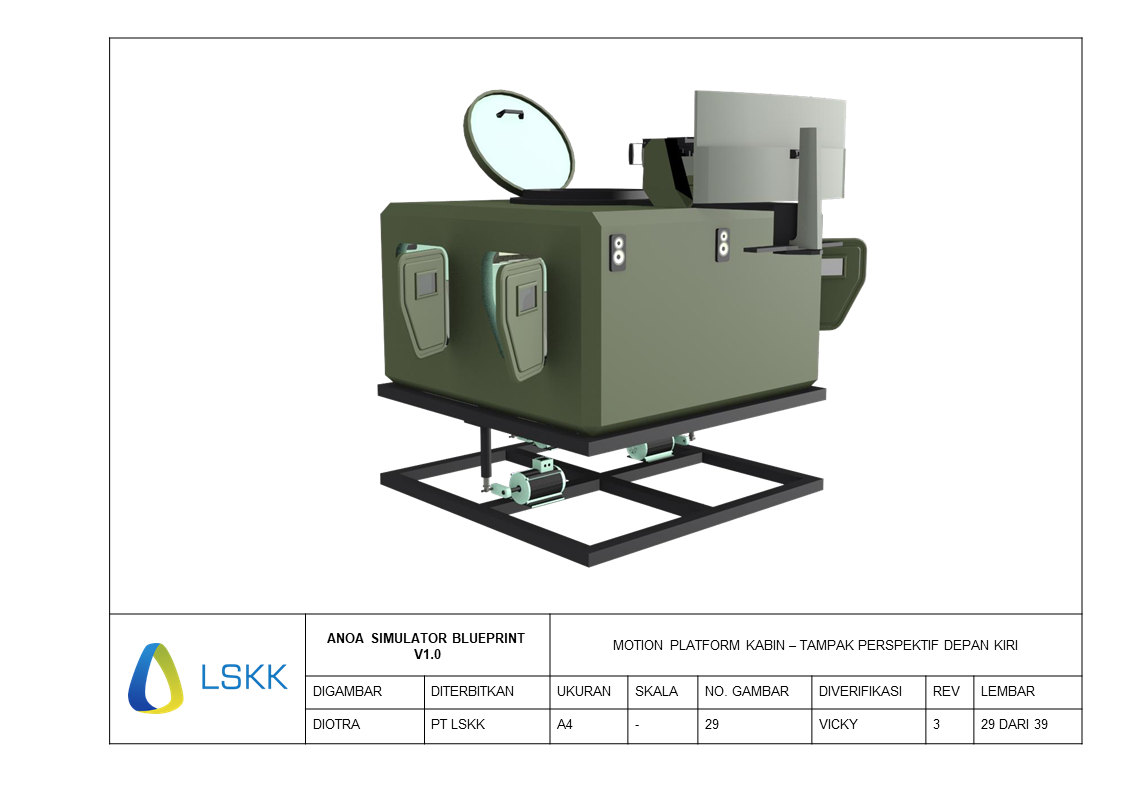 LSKK
ANOA SIMULATOR BLUEPRINT
V1.0
MOTION PLATFORM KABIN – TAMPAK PERSPEKTIF DEPAN KIRI
DIGAMBAR DITERBITKAN UKURAN SKALA NO. GAMBAR DIVERIFIKASI REV LEMBAR
DIOTRA PT LSKK A4 - 29 VICKY 3 29 DARI 39